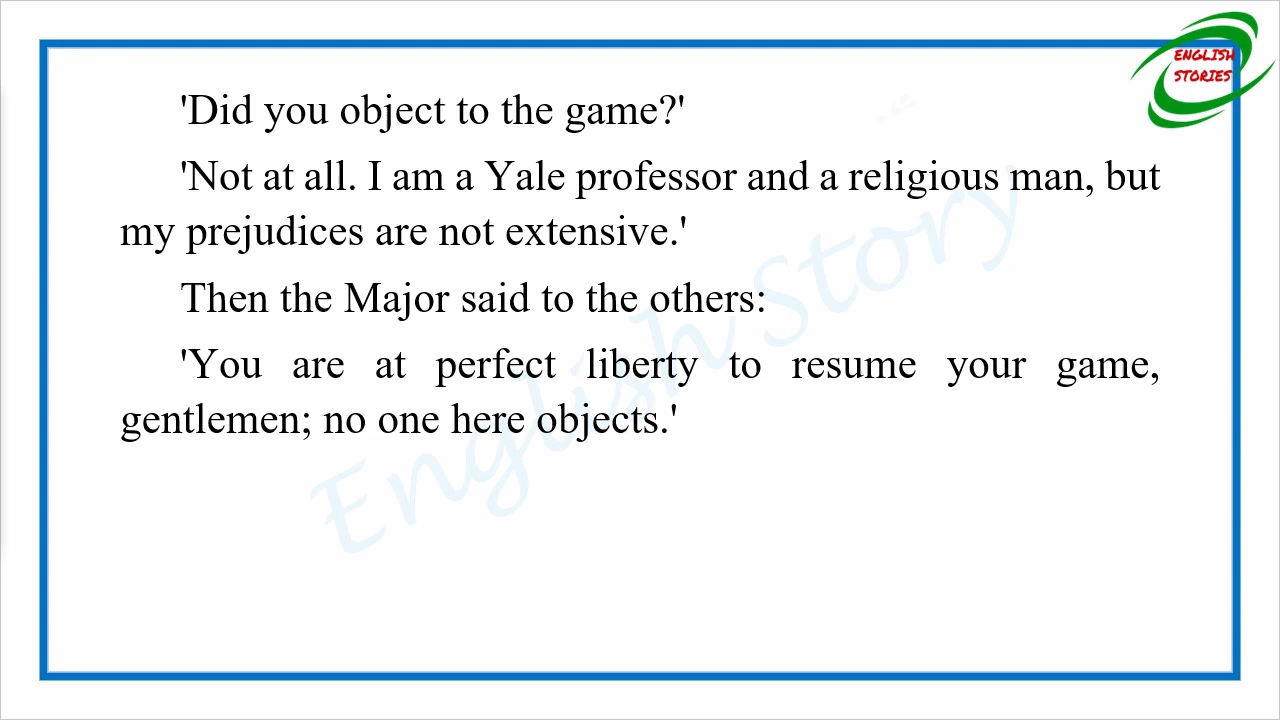 ENGLISH
STORIES
'Did you object to the game?'
'Not at all. I am a Yale professor and a religious man, but
my prejudices are not extensive.'
Then the Major said to the others:
'You are at perfect liberty to resume your game,
gentlemen; no one here objects.'
English Story